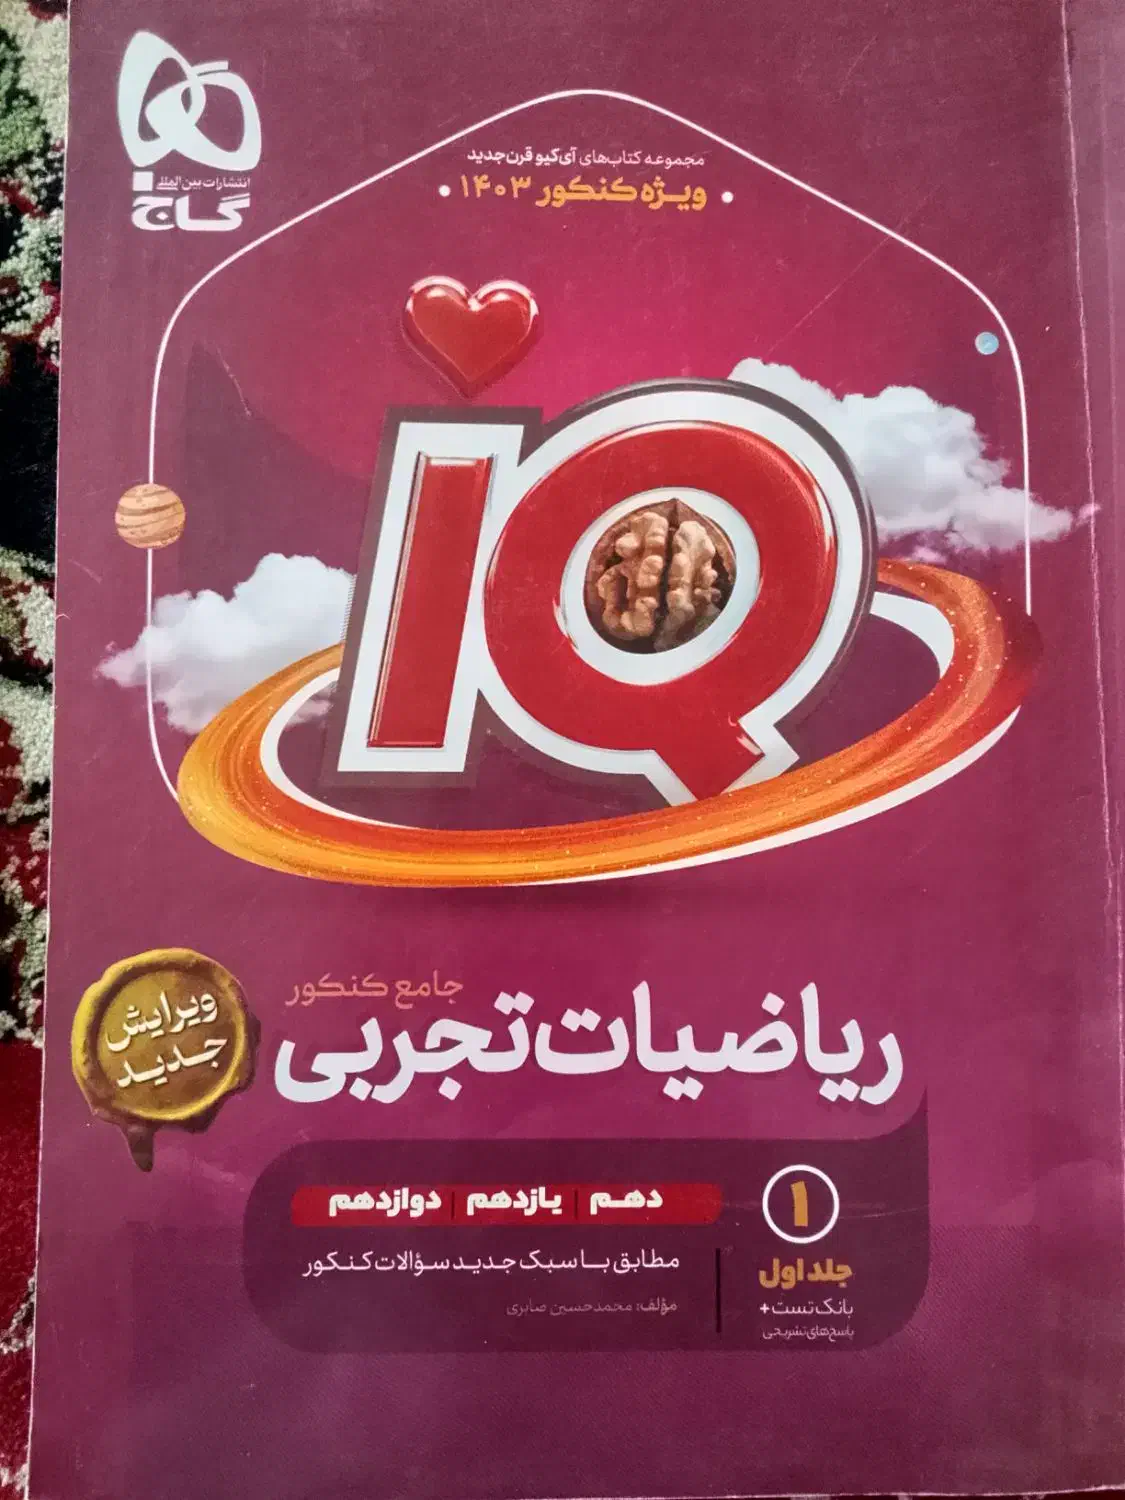 انتشارات بین‌المللی
گاج
مجموعه کتاب‌های آی‌کیو قرن جدید
• ویژه کنکور ۱۴۰۳ •
IQ
جامع کنکور
ریاضیات تجربی
ویرایش
جدید
دهم | یازدهم | دوازدهم
مطابق با سبک جدید سؤالات کنکور
مؤلف: محمدحسین صابری
۱
جلد اول
بانک تست +
پاسخ‌های تشریحی